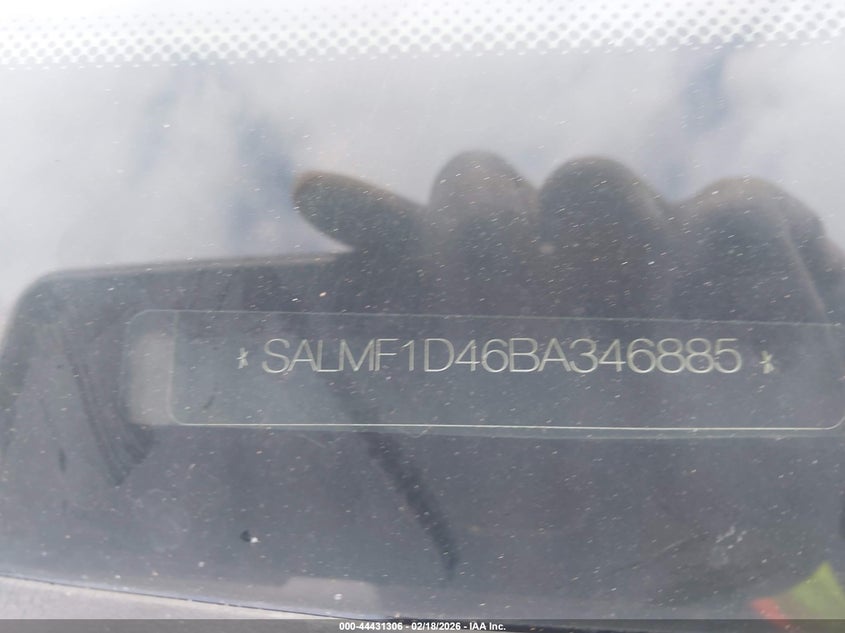 * SALMF1D46BA346885 *
000-44431306 - 02/18/2026 - IAA Inc.